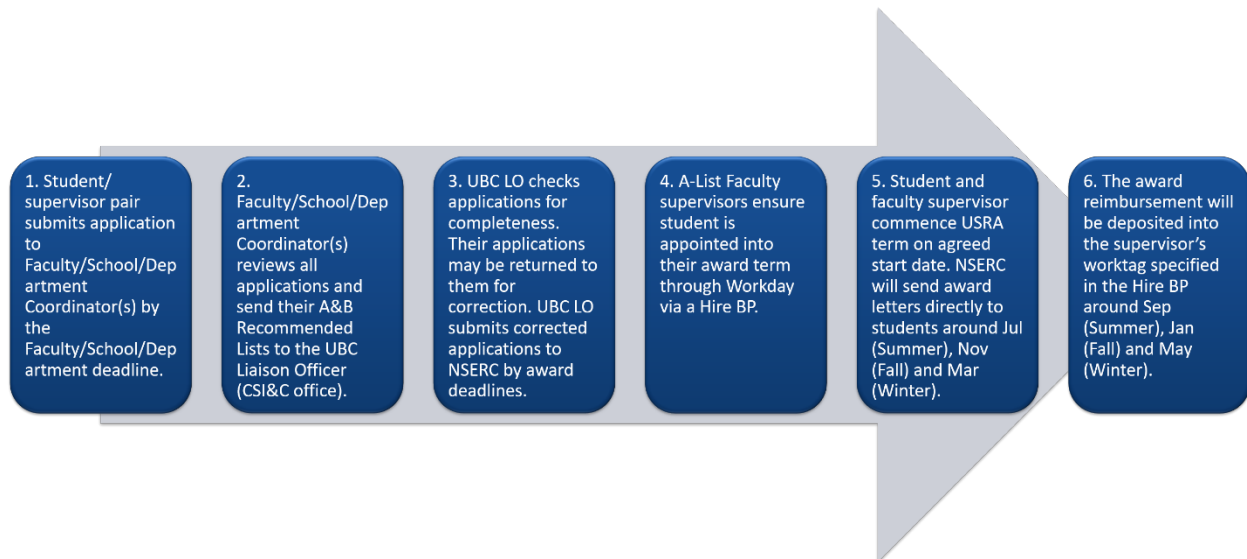 1. Student/
supervisor pair
submits application
to
Faculty/School/Dep
artment
Coordinator(s) by
the
Faculty/School/Dep
artment deadline.
2.
Faculty/School/Dep
artment
Coordinator(s)
reviews all
applications and
send their A&B
Recommended
Lists to the UBC
Liaison Officer
(CSI&C office).
3. UBC LO checks
applications for
completeness.
Their applications
may be returned to
them for
correction. UBC LO
submits corrected
applications to
NSERC by award
deadlines.
4. A-List Faculty
supervisors ensure
student is
appointed into
their award term
through Workday
via a Hire BP.
5. Student and
faculty supervisor
commence USRA
term on agreed
start date. NSERC
will send award
letters directly to
students around Jul
(Summer), Nov
(Fall) and Mar
(Winter).
6. The award
reimbursement will
be deposited into
the supervisor’s
worktag specified
in the Hire BP
around Sep
(Summer), Jan
(Fall) and May
(Winter).